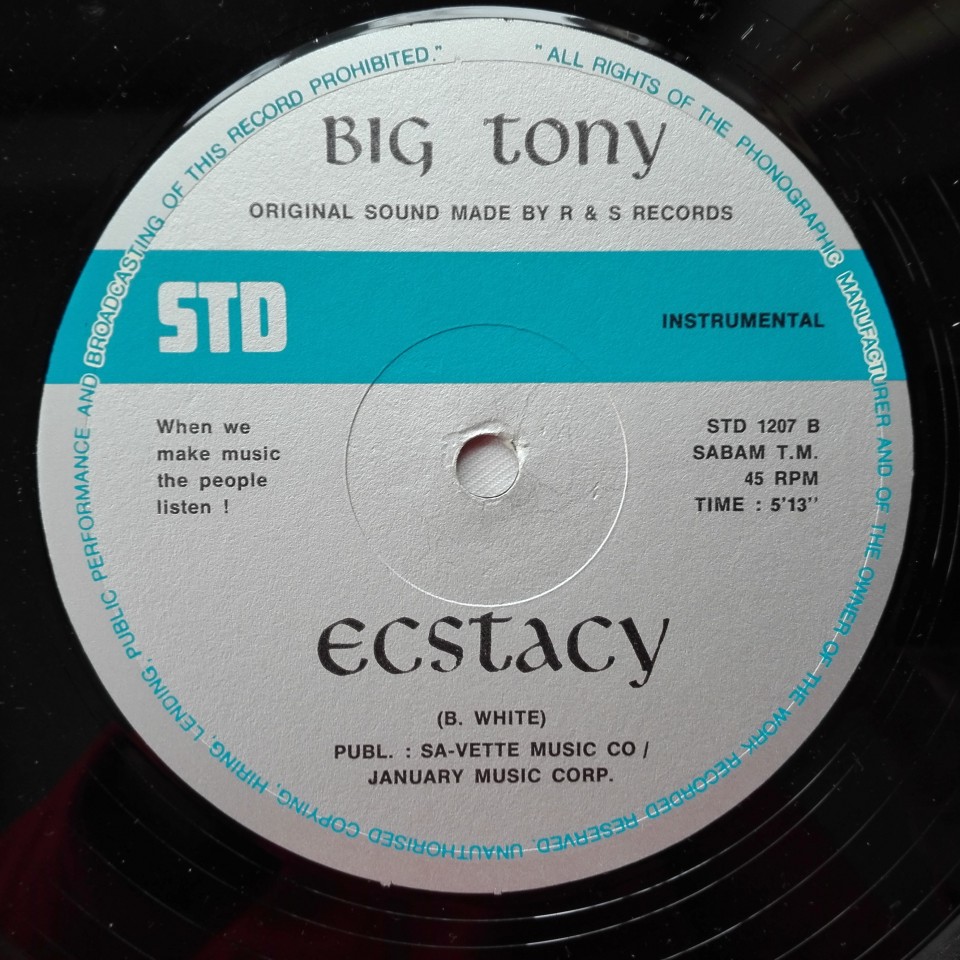 BIG TONY
ORIGINAL SOUND MADE BY R & S RECORDS
STD
INSTRUMENTAL
When we
make music
the people
listen !
STD 1207 B
SABAM T.M.
45 RPM
TIME : 5'13''
ECSTACY
(B. WHITE)
PUBL. : SA-VETTE MUSIC CO /
JANUARY MUSIC CORP.
"ALL RIGHTS OF THE PHONOGRAPHIC MANUFACTURER AND OF THE OWNER OF THE WORK RECORDED RESERVED. UNAUTHORISED COPYING, HIRING, LENDING, PUBLIC PERFORMANCE AND BROADCASTING OF THIS RECORD PROHIBITED."